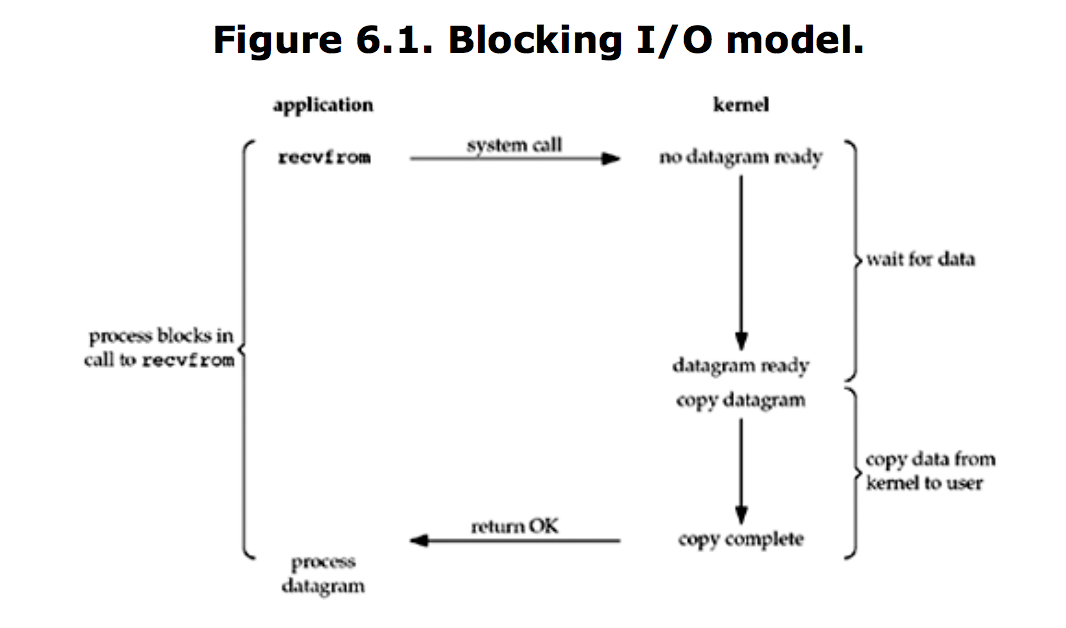 Figure 6.1. Blocking I/O model.
application
kernel
recvfrom
system call
no datagram ready
wait for data
process blocks in
call to recvfrom
datagram ready
copy datagram
copy data from
kernel to user
return OK
copy complete
process
datagram